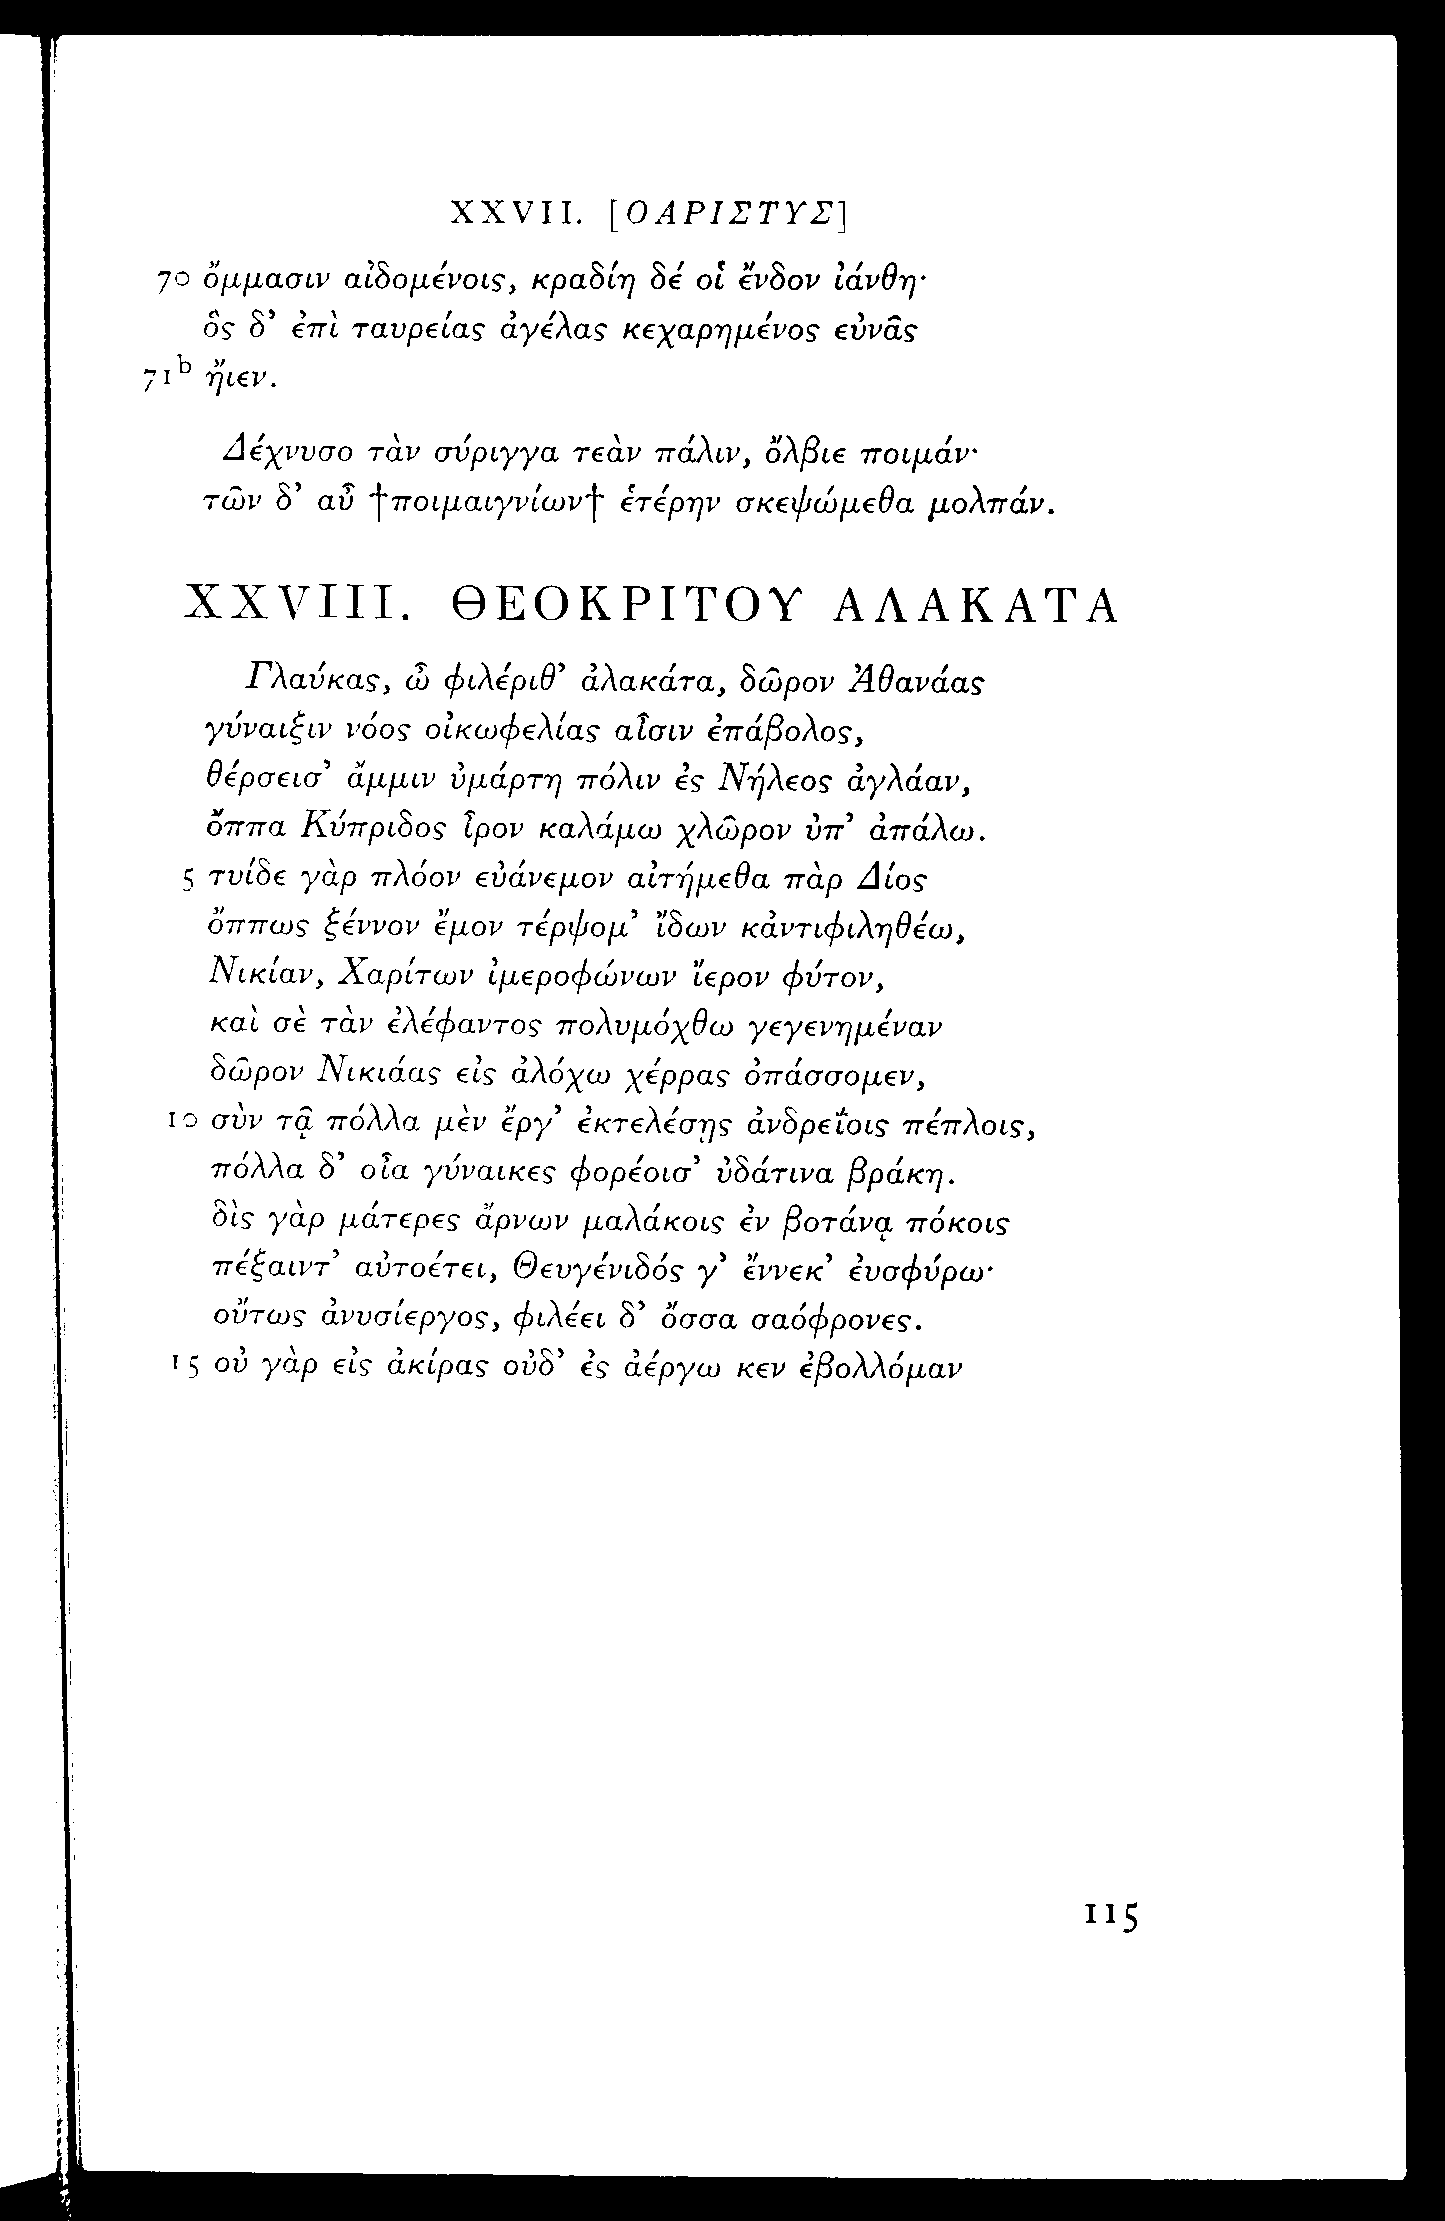 XXVII. [ΟΑΡΙΣΤΥΣ]
70 ὄμμασιν αἰδομένοις, κραδίη δέ οἱ ἔνδον ἰάνθη·
ὃς δ’ ἐπὶ ταυρείας ἀγέλας κεχαρημένος εὐνᾶς
71ᵇ ἤιεν.
Δέχνυσο τὰν σύριγγα τεὰν πάλιν, ὄλβιε ποιμάν·
τῶν δ’ αὖ †ποιμαιγνίων† ἑτέρην σκεψώμεθα μολπάν.
XXVIII. ΘΕΟΚΡΙΤΟΥ ΑΛΑΚΑΤΑ
Γλαύκας, ὦ φιλέριθ’ ἀλακάτα, δῶρον Ἀθανάας
γύναιξιν νόος οἰκωφελίας αἶσιν ἐπάβολος,
θέρσεισ’ ἄμμιν ὐμάρτη πόλιν ἐς Νήλεος ἀγλάαν,
ὄππα Κύπριδος ἶρον καλάμω χλῶρον ὐπ’ ἀπάλω.
5 τυίδε γὰρ πλόον εὐάνεμον αἰτήμεθα πὰρ Δίος
ὄππως ξέννον ἔμον τέρψομ’ ἴδων κἀντιφιληθέω,
Νικίαν, Χαρίτων ἰμεροφώνων ἴερον φύτον,
καὶ σὲ τὰν ἐλέφαντος πολυμόχθω γεγενημέναν
δῶρον Νικιάας εἰς ἀλόχω χέρρας ὀπάσσομεν,
10 σὺν τᾷ πόλλα μὲν ἔργ’ ἐκτελέσῃς ἀνδρεΐοις πέπλοις,
πόλλα δ’ οἶα γύναικες φορέοισ’ ὐδάτινα βράκη.
δὶς γὰρ μάτερες ἄρνων μαλάκοις ἐν βοτάνᾳ πόκοις
πέξαιντ’ αὐτοέτει, Θευγένιδός γ’ ἔννεκ’ ἐυσφύρω·
οὔτως ἀνυσίεργος, φιλέει δ’ ὄσσα σαόφρονες.
15 οὐ γὰρ εἰς ἀκίρας οὐδ’ ἐς ἀέργω κεν ἐβολλόμαν
115